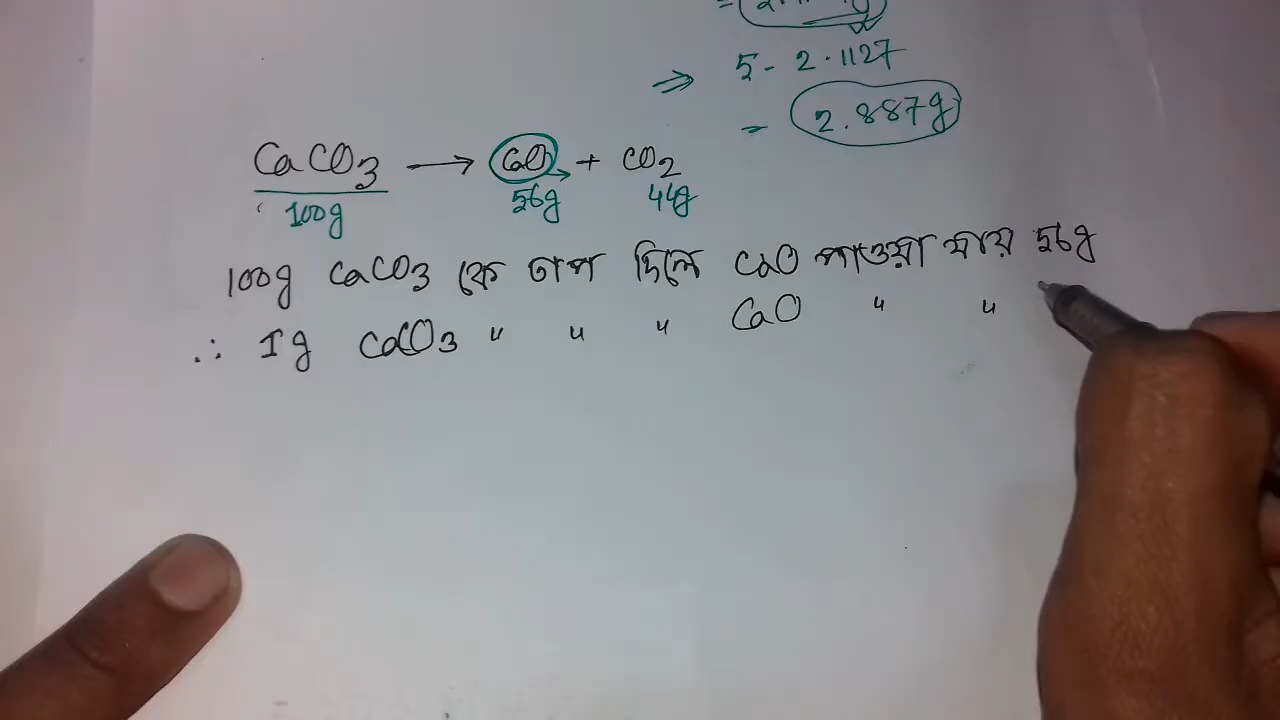 ⇒ 5 - 2.1127
= 2.887g
CaCO3 → CaO + CO2
100g 56g 44g
100g CaCO3 কে তাপ দিলে CaO পাওয়া যায় 56g
∴ 1g CaCO3 " " " CaO " "